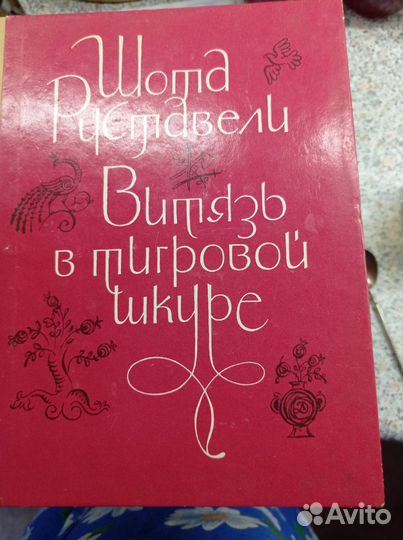 Шота
Руставели
Витязь
в тигровой
шкуре
Avito